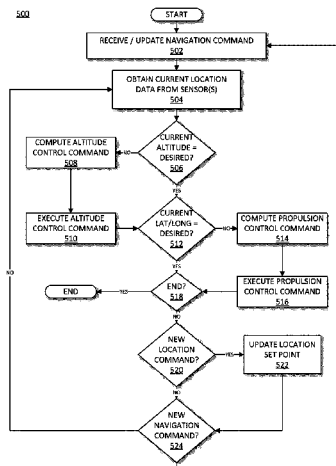 500
START
RECEIVE / UPDATE NAVIGATION COMMAND
502
OBTAIN CURRENT LOCATION
DATA FROM SENSOR(S)
504
CURRENT
ALTITUDE =
DESIRED?
506
NO
COMPUTE ALTITUDE
CONTROL COMMAND
508
YES
EXECUTE ALTITUDE
CONTROL COMMAND
510
CURRENT
LAT/LONG =
DESIRED?
512
NO
COMPUTE PROPULSION
CONTROL COMMAND
514
YES
EXECUTE PROPULSION
CONTROL COMMAND
516
END?
518
YES
END
NO
NO
NEW
LOCATION
COMMAND?
520
YES
UPDATE LOCATION
SET POINT
522
NO
NEW
NAVIGATION
COMMAND?
524